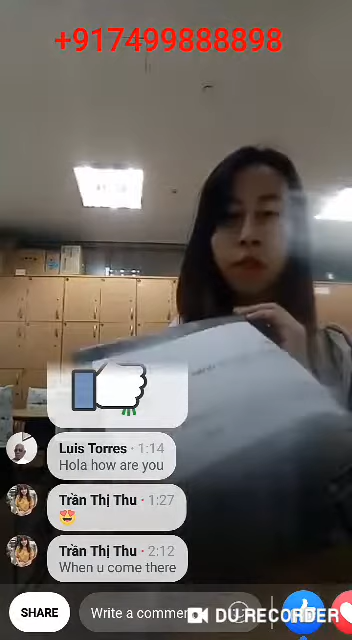 +917499888898
Luis Torres · 1:14
Hola how are you
Trần Thị Thu · 1:27
😍
Trần Thị Thu · 2:12
When u come there
SHARE
Write a commen
DU RECORDER